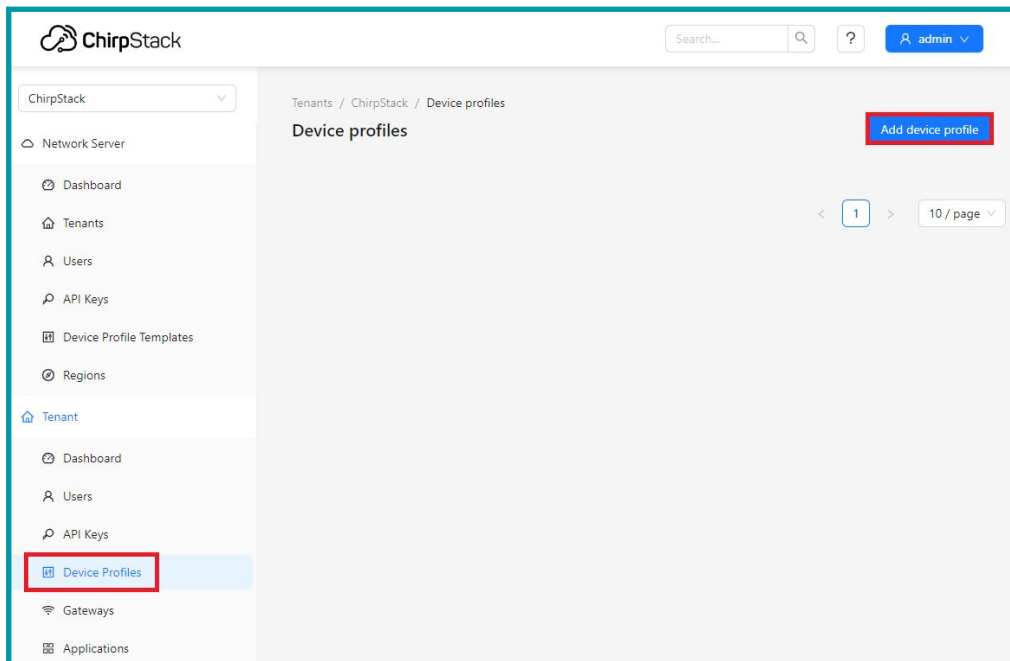 ChirpStack
Search...
?
admin
ChirpStack
Tenants / ChirpStack / Device profiles
Device profiles
Add device profile
Network Server
Dashboard
Tenants
Users
API Keys
Device Profile Templates
Regions
< 1 > 10 / page
Tenant
Dashboard
Users
API Keys
Device Profiles
Gateways
Applications